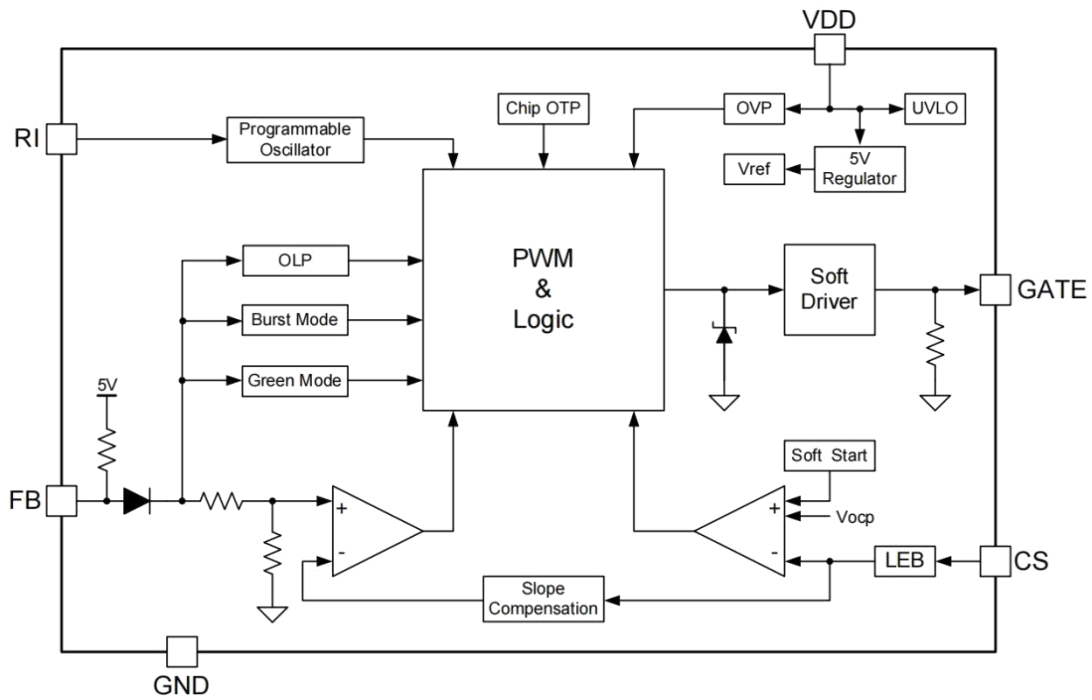 VDD
Chip OTP
OVP
UVLO
RI
Programmable
Oscillator
5V
Regulator
Vref
OLP
PWM
&
Logic
Soft
Driver
GATE
Burst Mode
Green Mode
5V
Soft Start
FB
+
-
+
-
Vocp
LEB
CS
Slope
Compensation
GND